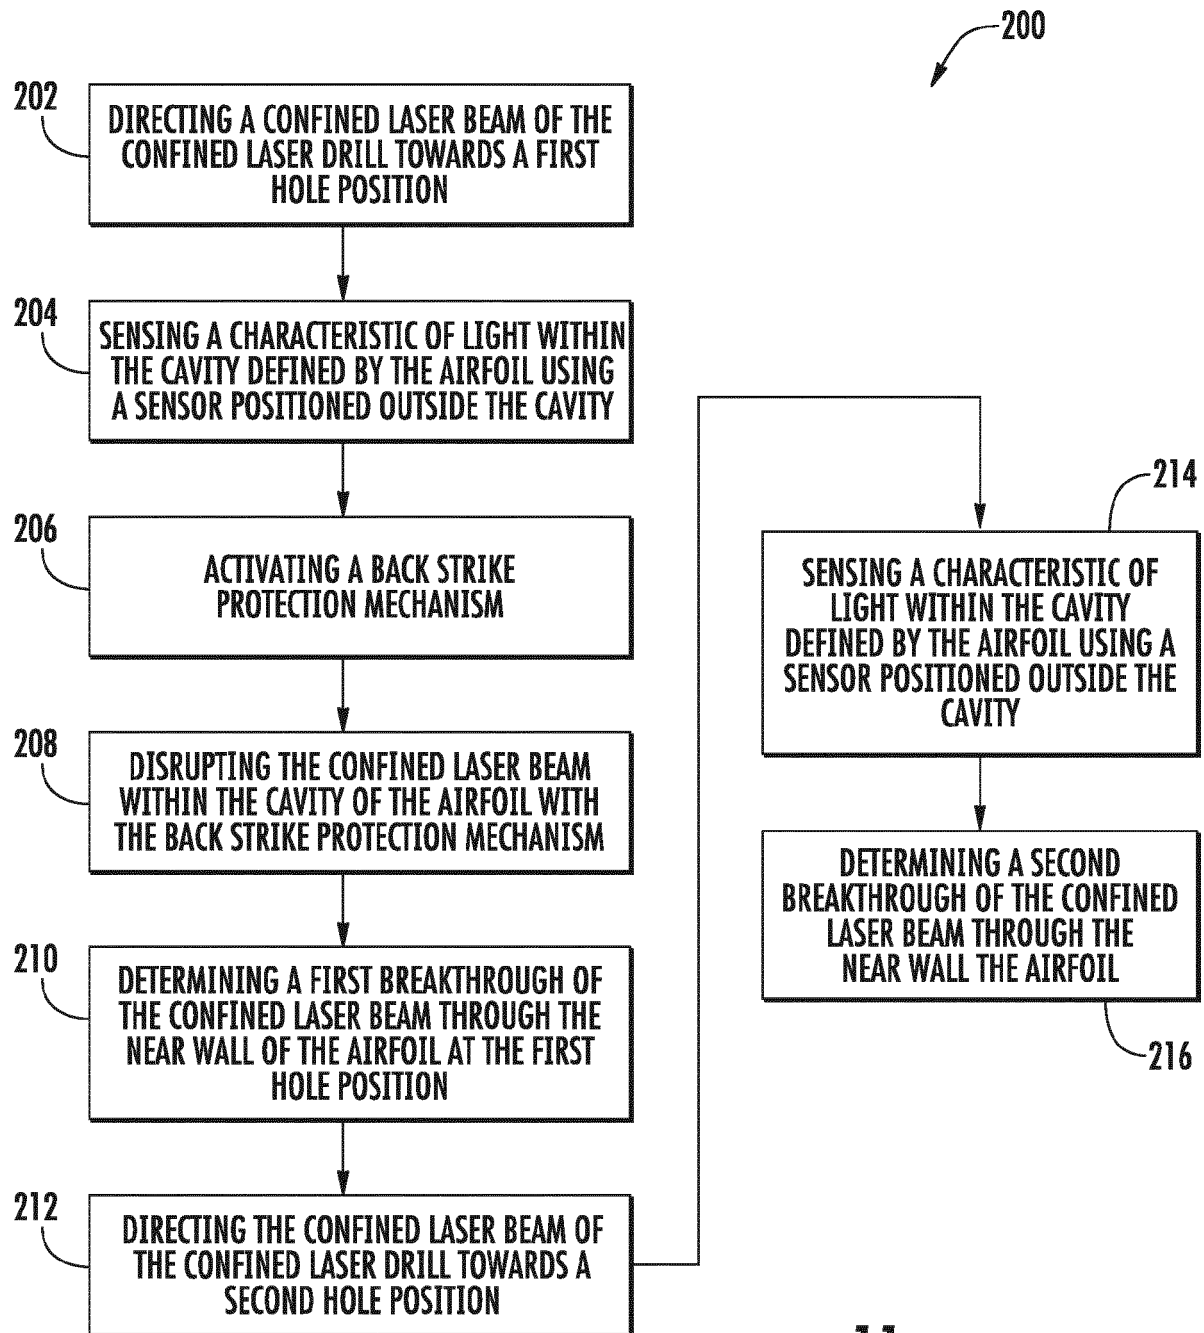 200
202
DIRECTING A CONFINED LASER BEAM OF THE
CONFINED LASER DRILL TOWARDS A FIRST
HOLE POSITION
204
SENSING A CHARACTERISTIC OF LIGHT WITHIN
THE CAVITY DEFINED BY THE AIRFOIL USING
A SENSOR POSITIONED OUTSIDE THE CAVITY
206
ACTIVATING A BACK STRIKE
PROTECTION MECHANISM
208
DISRUPTING THE CONFINED LASER BEAM
WITHIN THE CAVITY OF THE AIRFOIL WITH
THE BACK STRIKE PROTECTION MECHANISM
210
DETERMINING A FIRST BREAKTHROUGH OF
THE CONFINED LASER BEAM THROUGH THE
NEAR WALL OF THE AIRFOIL AT THE FIRST
HOLE POSITION
212
DIRECTING THE CONFINED LASER BEAM OF
THE CONFINED LASER DRILL TOWARDS A
SECOND HOLE POSITION
214
SENSING A CHARACTERISTIC OF
LIGHT WITHIN THE CAVITY
DEFINED BY THE AIRFOIL USING A
SENSOR POSITIONED OUTSIDE THE
CAVITY
DETERMINING A SECOND
BREAKTHROUGH OF THE CONFINED
LASER BEAM THROUGH THE
NEAR WALL THE AIRFOIL
216